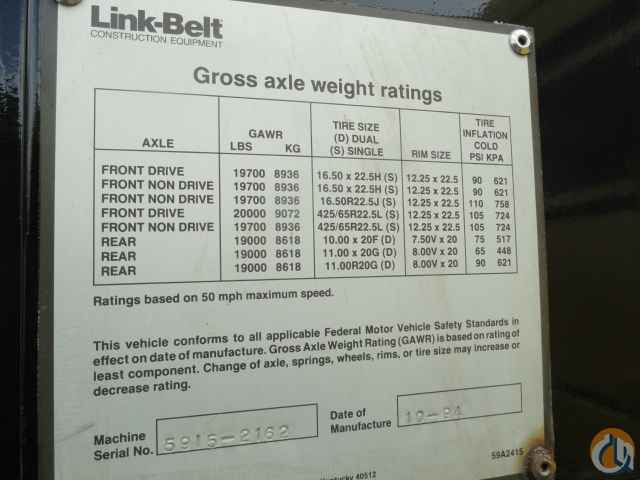 Link-Belt
CONSTRUCTION EQUIPMENT
Gross axle weight ratings
AXLE GAWR LBS KG TIRE SIZE (D) DUAL (S) SINGLE RIM SIZE TIRE INFLATION COLD PSI KPA
FRONT DRIVE 19700 8936 16.50 x 22.5H (S) 12.25 x 22.5 90 621
FRONT NON DRIVE 19700 8936 16.50 x 22.5H (S) 12.25 x 22.5 90 621
FRONT NON DRIVE 19700 8936 16.50R22.5J (S) 12.25 x 22.5 110 758
FRONT DRIVE 20000 9072 425/65R22.5L (S) 12.25 x 22.5 105 724
FRONT NON DRIVE 19700 8936 425/65R22.5L (S) 12.25 x 22.5 105 724
REAR 19000 8618 10.00 x 20F (D) 7.50V x 20 75 517
REAR 19000 8618 11.00 x 20G (D) 8.00V x 20 65 448
REAR 19000 8618 11.00R20G (D) 8.00V x 20 90 621
Ratings based on 50 mph maximum speed.
This vehicle conforms to all applicable Federal Motor Vehicle Safety Standards in
effect on date of manufacture. Gross Axle Weight Rating (GAWR) is based on rating of
least component. Change of axle, springs, wheels, rims, or tire size may increase or
decrease rating.
Machine
Serial No. 5915-2162
Date of
Manufacture 12-84
59A2415
Kentucky 40512